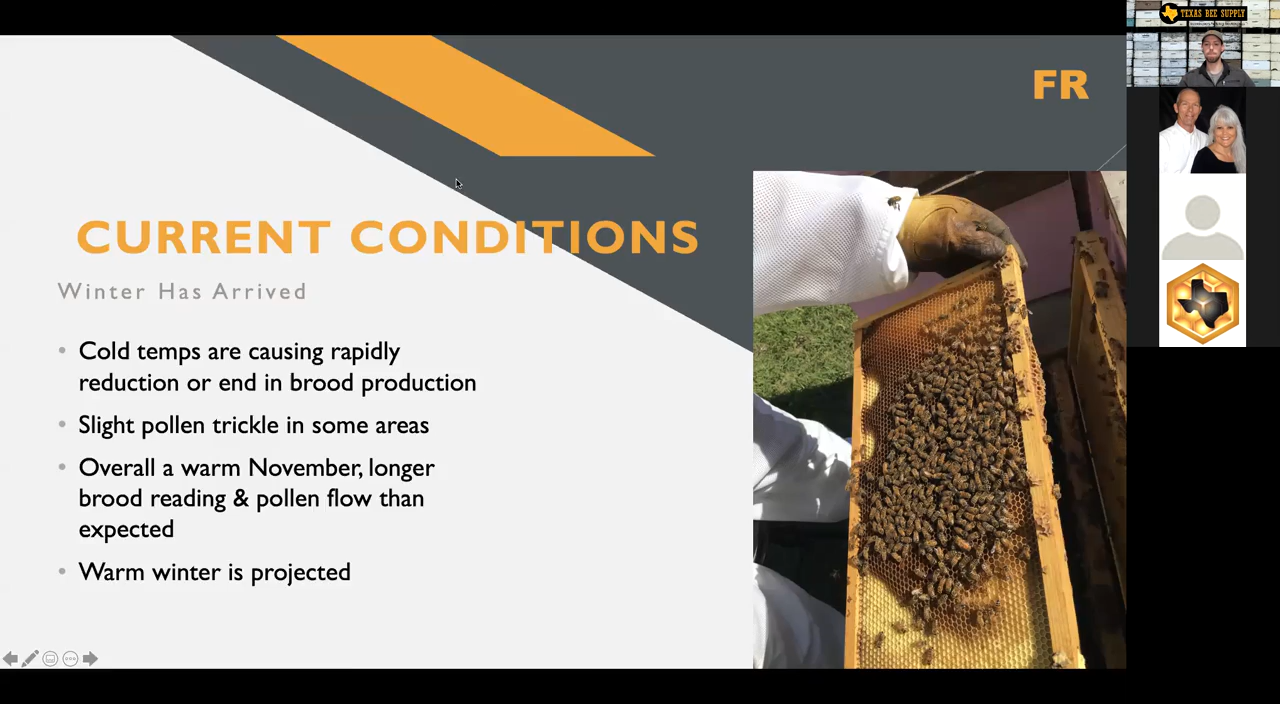 TEXAS BEE SUPPLY
FR
CURRENT CONDITIONS
Winter Has Arrived
• Cold temps are causing rapidly
reduction or end in brood production
• Slight pollen trickle in some areas
• Overall a warm November, longer
brood reading & pollen flow than
expected
• Warm winter is projected